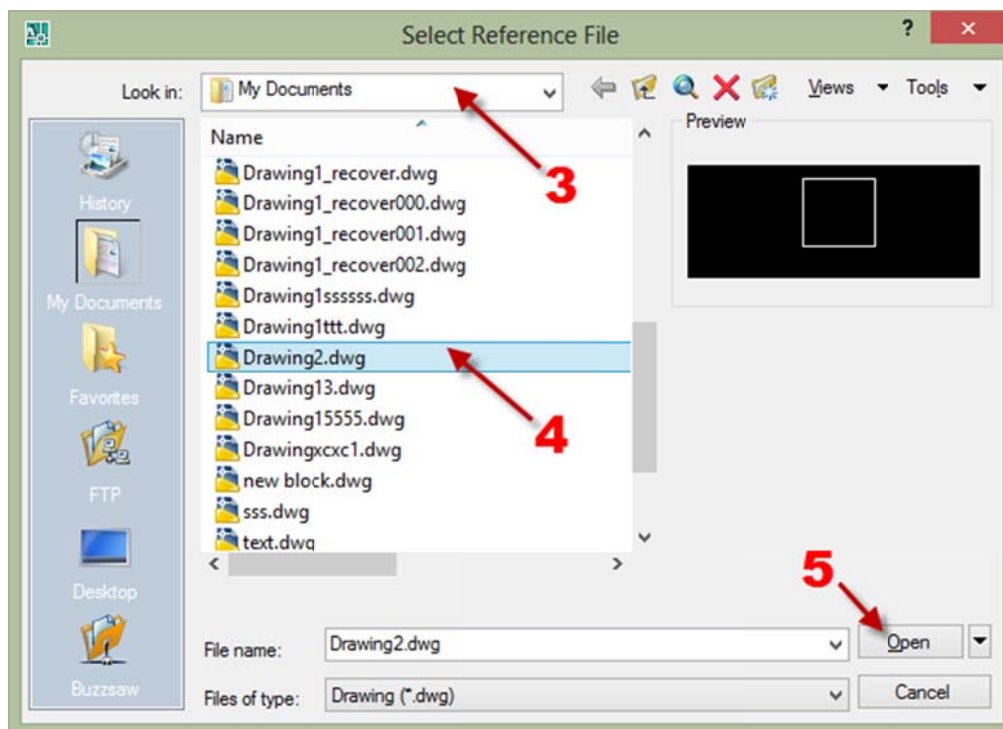 Select Reference File
?
Look in:
My Documents
Views
Tools
3
History
My Documents
Favorites
FTP
Desktop
Buzzsaw
Name
Drawing1_recover.dwg
Drawing1_recover000.dwg
Drawing1_recover001.dwg
Drawing1_recover002.dwg
Drawing1ssssss.dwg
Drawing1ttt.dwg
Drawing2.dwg
Drawing13.dwg
Drawing15555.dwg
Drawingxcxc1.dwg
new block.dwg
sss.dwg
text.dwg
4
Preview
5
File name:
Drawing2.dwg
Open
Files of type:
Drawing (*.dwg)
Cancel